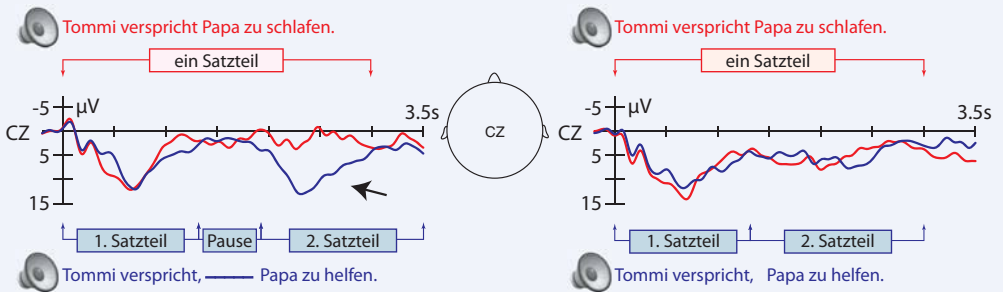 Tommi verspricht Papa zu schlafen.
ein Satzteil
-5
µV
3.5s
CZ
5
15
1. Satzteil
Pause
2. Satzteil
Tommi verspricht, Papa zu helfen.
CZ
Tommi verspricht Papa zu schlafen.
ein Satzteil
-5
µV
3.5s
CZ
5
15
1. Satzteil
2. Satzteil
Tommi verspricht, Papa zu helfen.